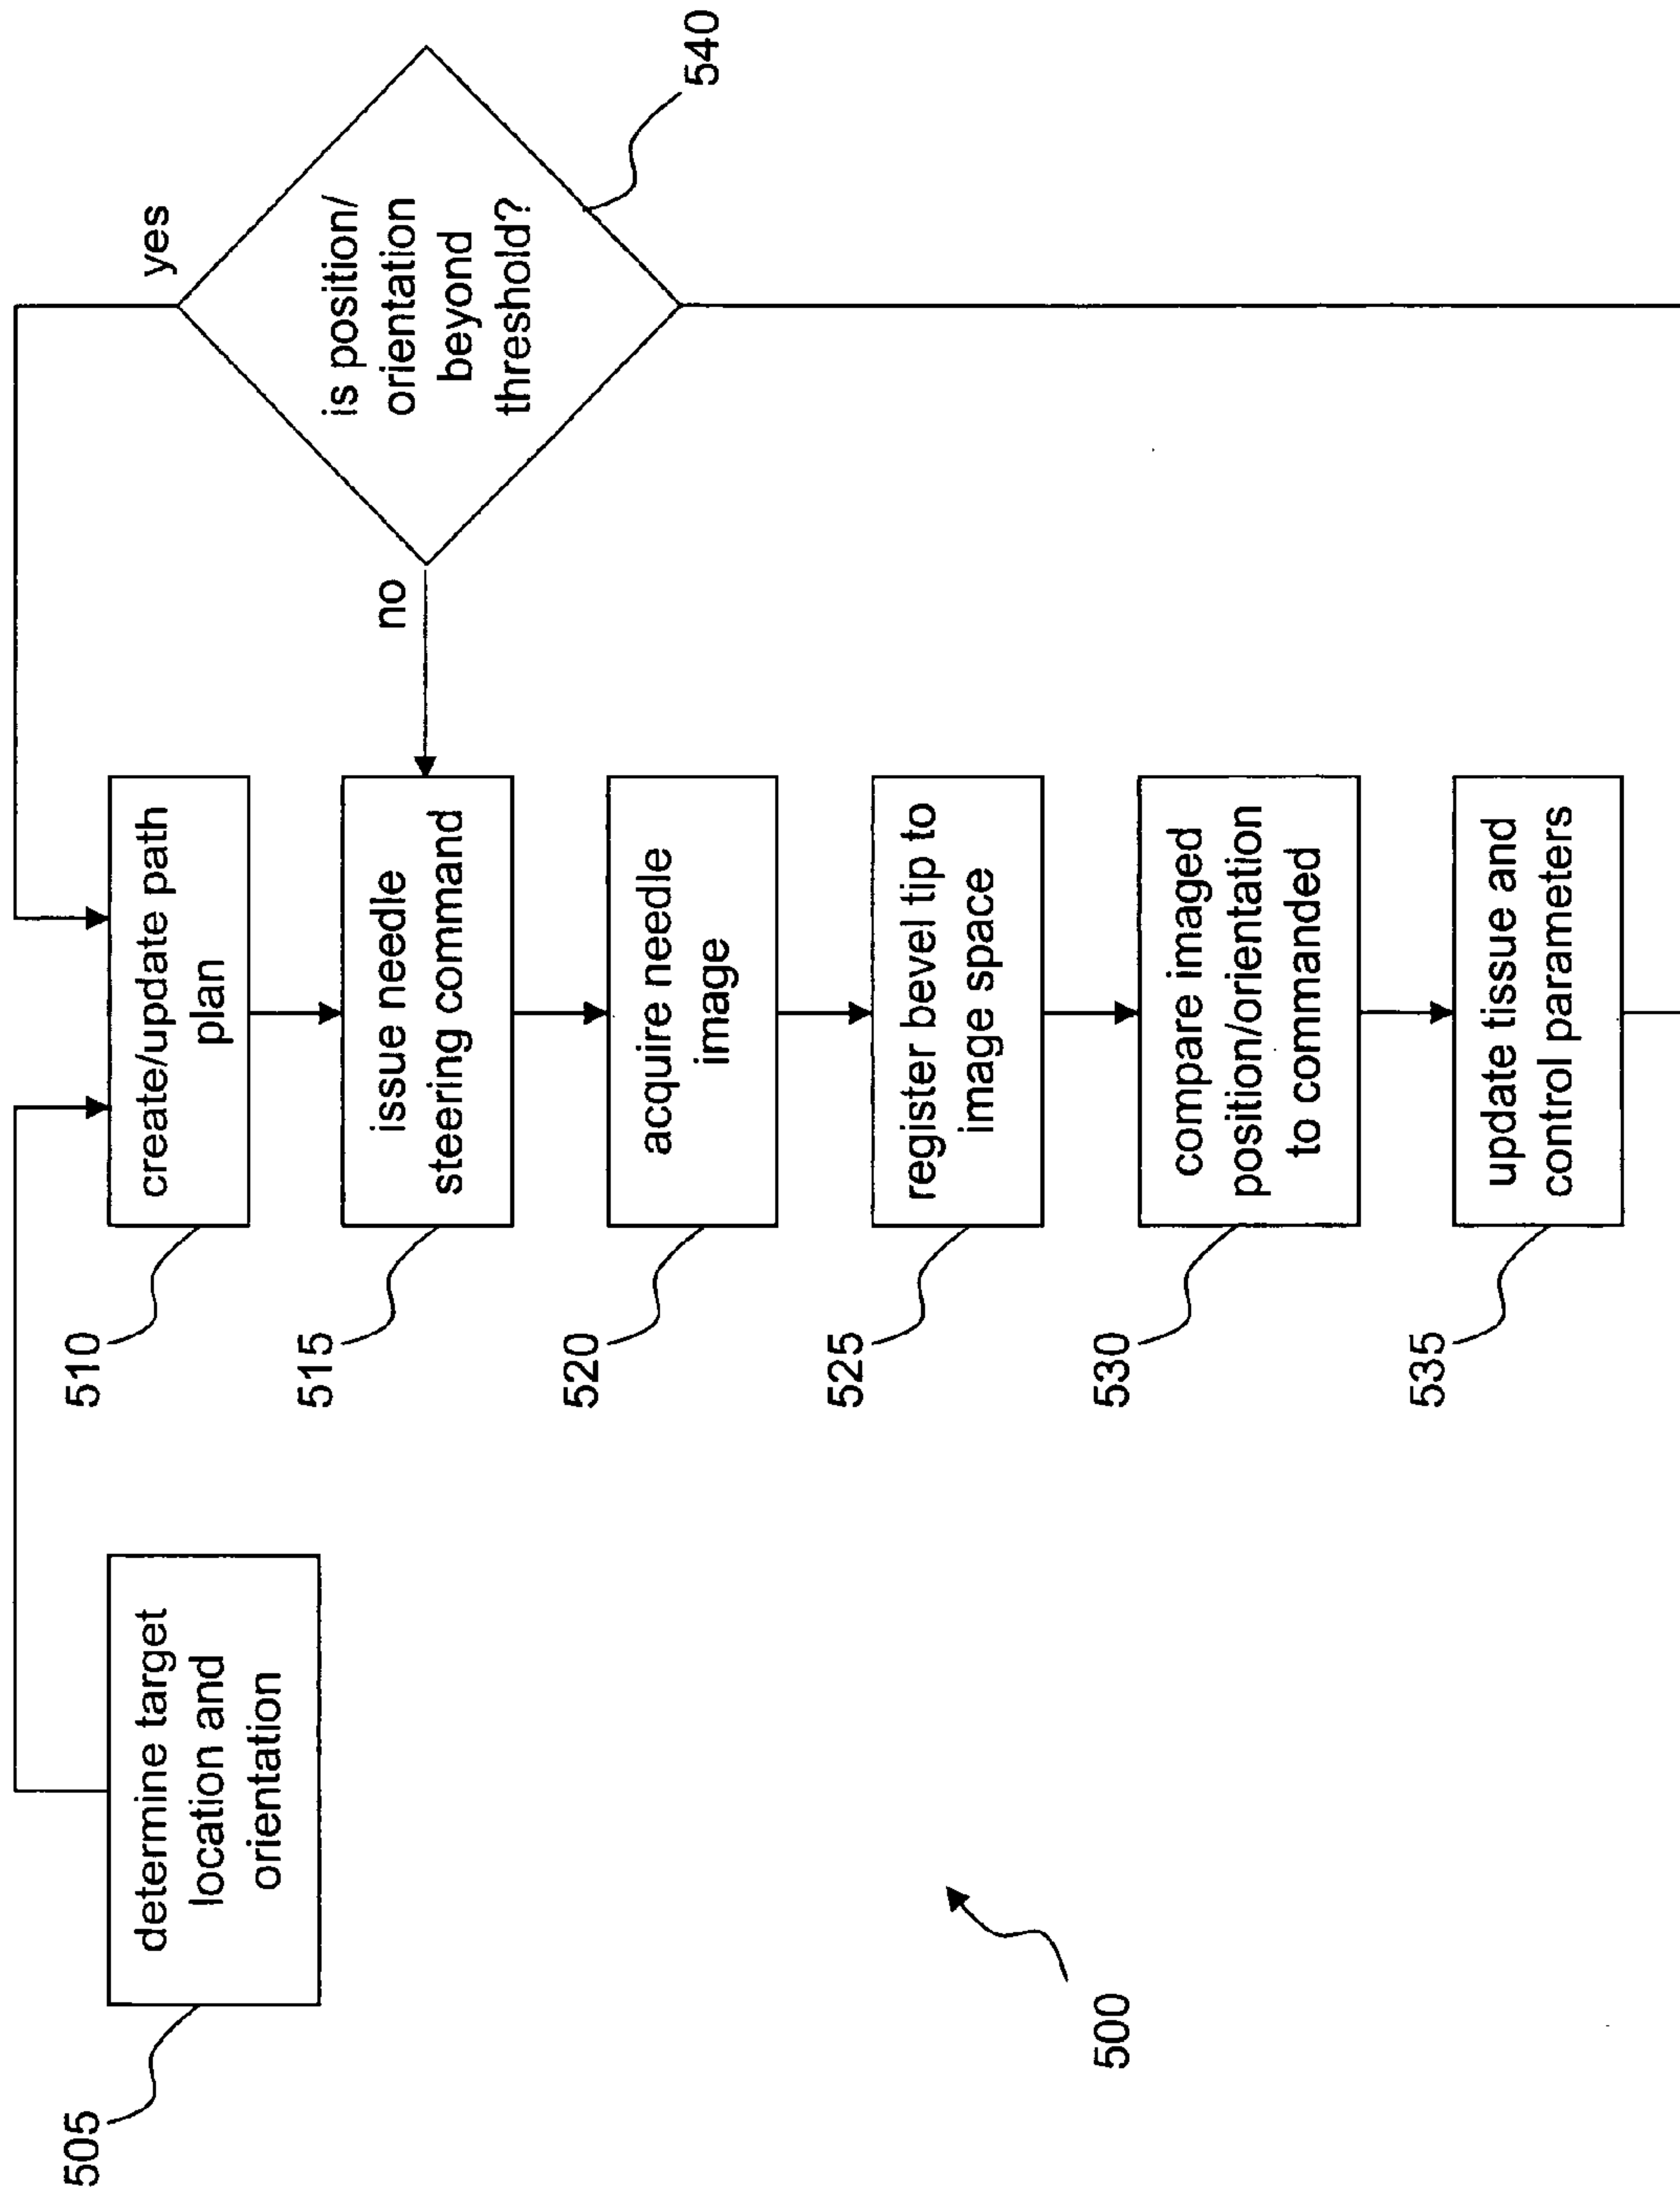 505
determine target
location and
orientation
500
510
create/update path
plan
515
issue needle
steering command
520
acquire needle
image
525
register bevel tip to
image space
530
compare imaged
position/orientation
to commanded
535
update tissue and
control parameters
yes
no
is position/
orientation
beyond
threshold?
540